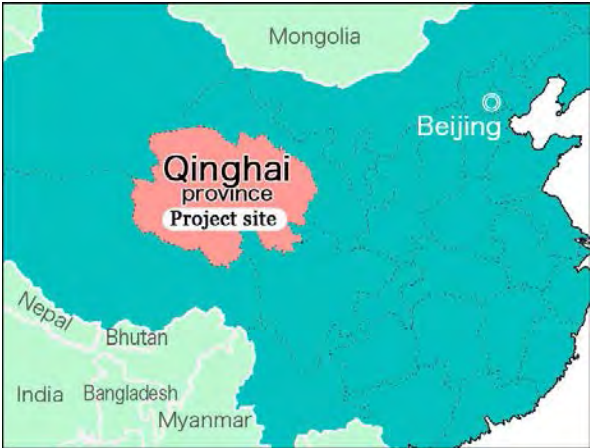 Mongolia
Beijing
Qinghai
province
Project site
Nepal
Bhutan
India
Bangladesh
Myanmar